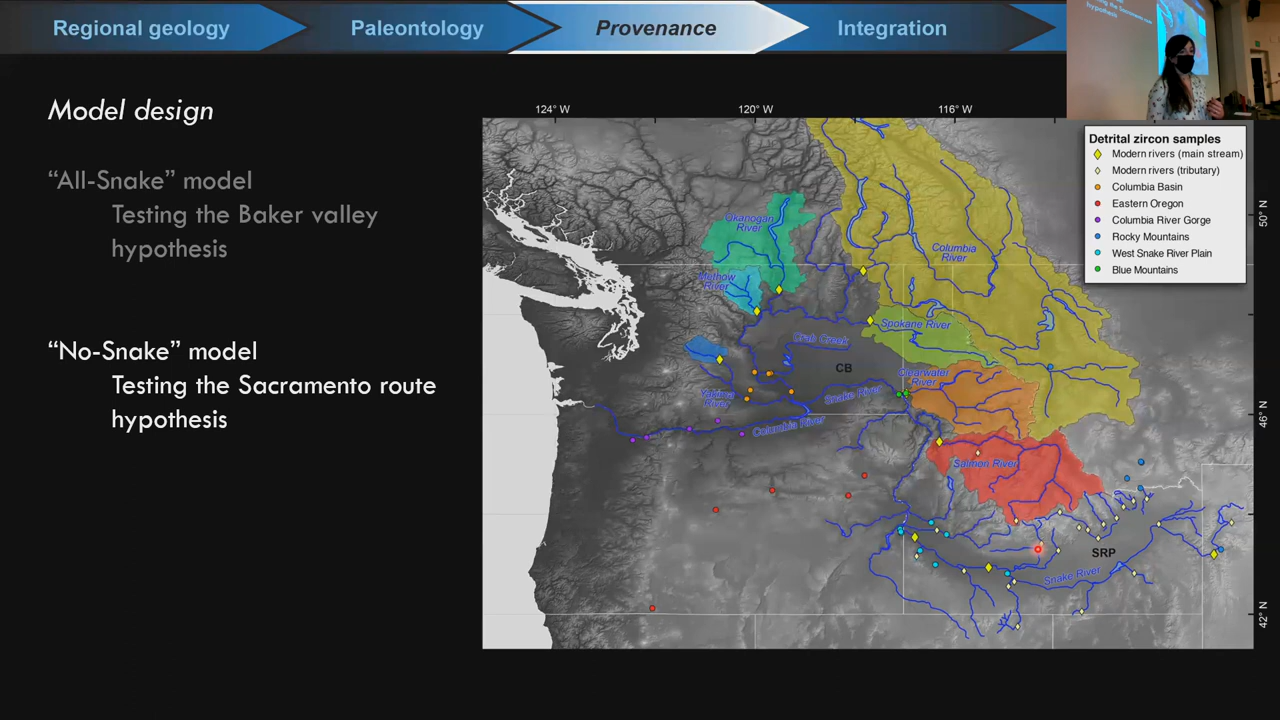 Regional geology
Paleontology
Provenance
Integration
Model design
“All-Snake” model
Testing the Baker valley
hypothesis
“No-Snake” model
Testing the Sacramento route
hypothesis
124° W
120° W
116° W
50° N
46° N
42° N
Detrital zircon samples
Modern rivers (main stream)
Modern rivers (tributary)
Columbia Basin
Eastern Oregon
Columbia River Gorge
Rocky Mountains
West Snake River Plain
Blue Mountains
Okanogan
River
Methow
River
Columbia
River
Spokane River
Crab Creek
CB
Clearwater
River
Snake River
Yakima
River
Columbia River
Salmon River
SRP
Snake River